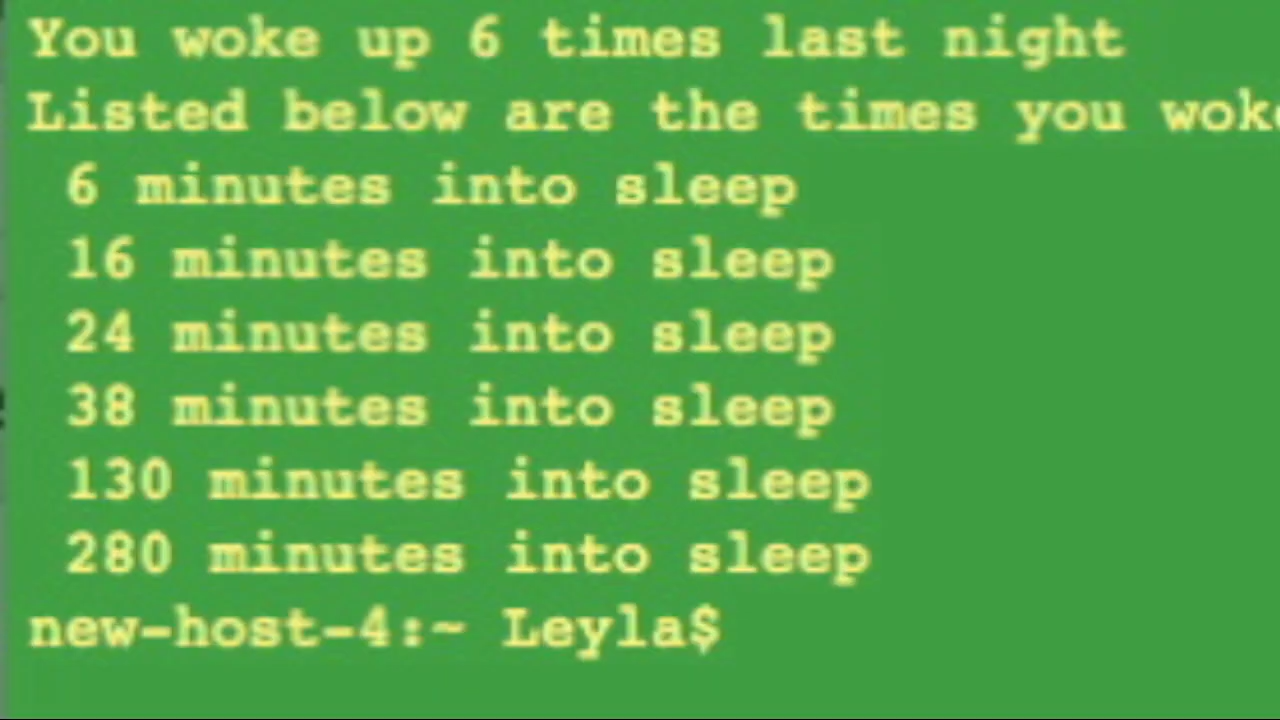 You woke up 6 times last night
Listed below are the times you woke
6 minutes into sleep
16 minutes into sleep
24 minutes into sleep
38 minutes into sleep
130 minutes into sleep
280 minutes into sleep
new-host-4:~ Leyla$